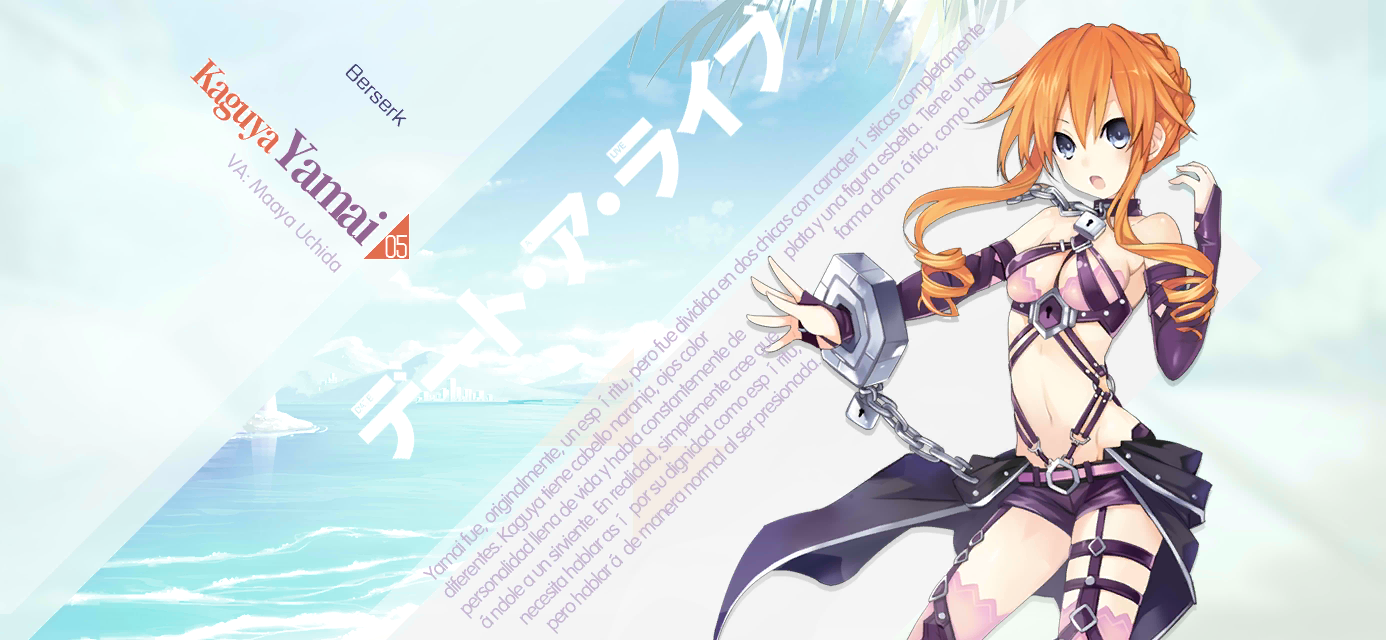 Berserk
Kaguya
Yamai
05
VA: Maaya Uchida
デート・ア・ライブ
DATE
LIVE
Yamai fue, originalmente, un esp í ritu, pero fue dividida en dos chicas con caracter í sticas completamente
diferentes. Kaguya tiene cabello naranja, ojos color plata y una figura esbelta. Tiene una
personalidad llena de vida y habla constantemente de forma dram á tica, como habl
á ndole a un sirviente. En realidad, simplemente cree que
necesita hablar as í por su dignidad como esp í ritu,
pero hablar á de manera normal al ser presionada.